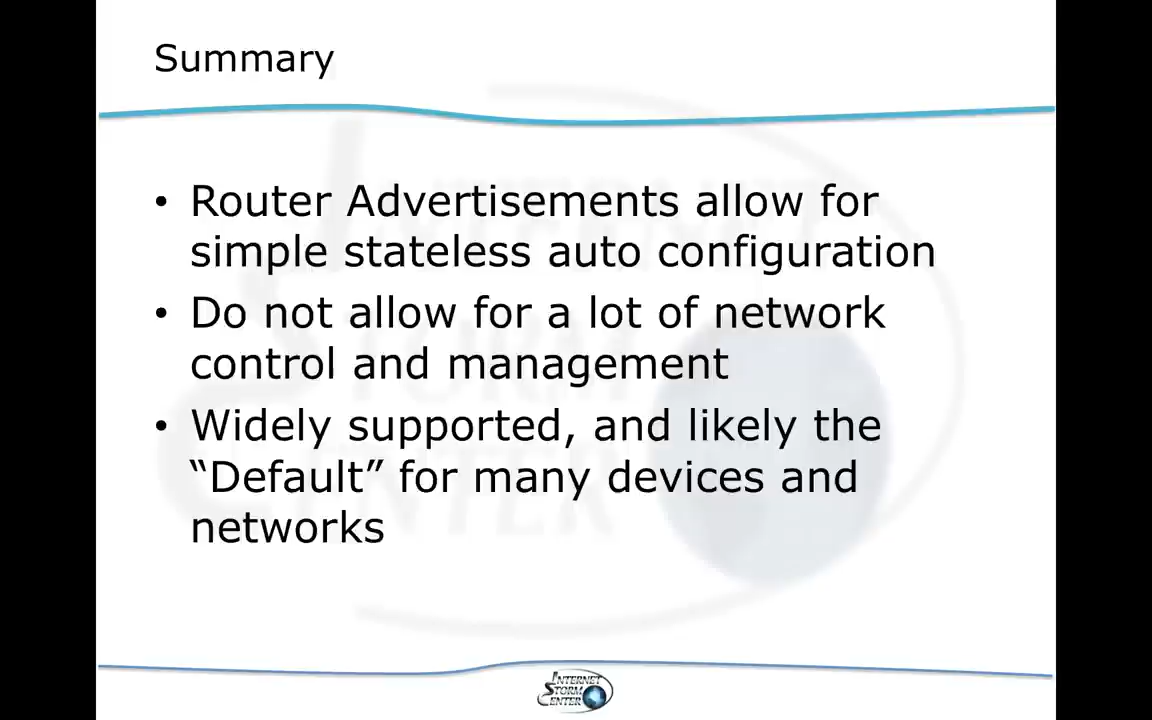 Summary
• Router Advertisements allow for
simple stateless auto configuration
• Do not allow for a lot of network
control and management
• Widely supported, and likely the
“Default” for many devices and
networks
INTERNET
STORM
CENTER